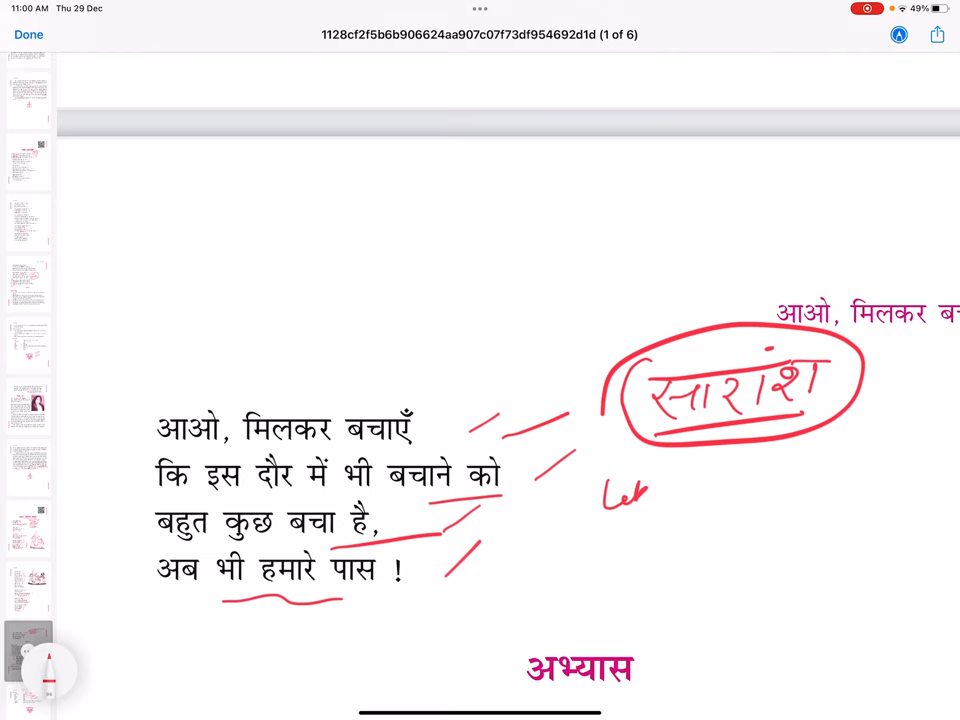 11:00 AM Thu 29 Dec
49%
Done
1128cf2f5b6b906624aa907c07f73df954692d1d (1 of 6)
आओ, मिलकर ब
सारांश
आओ, मिलकर बचाएँ
कि इस दौर में भी बचाने को
बहुत कुछ बचा है,
अब भी हमारे पास !
अभ्यास